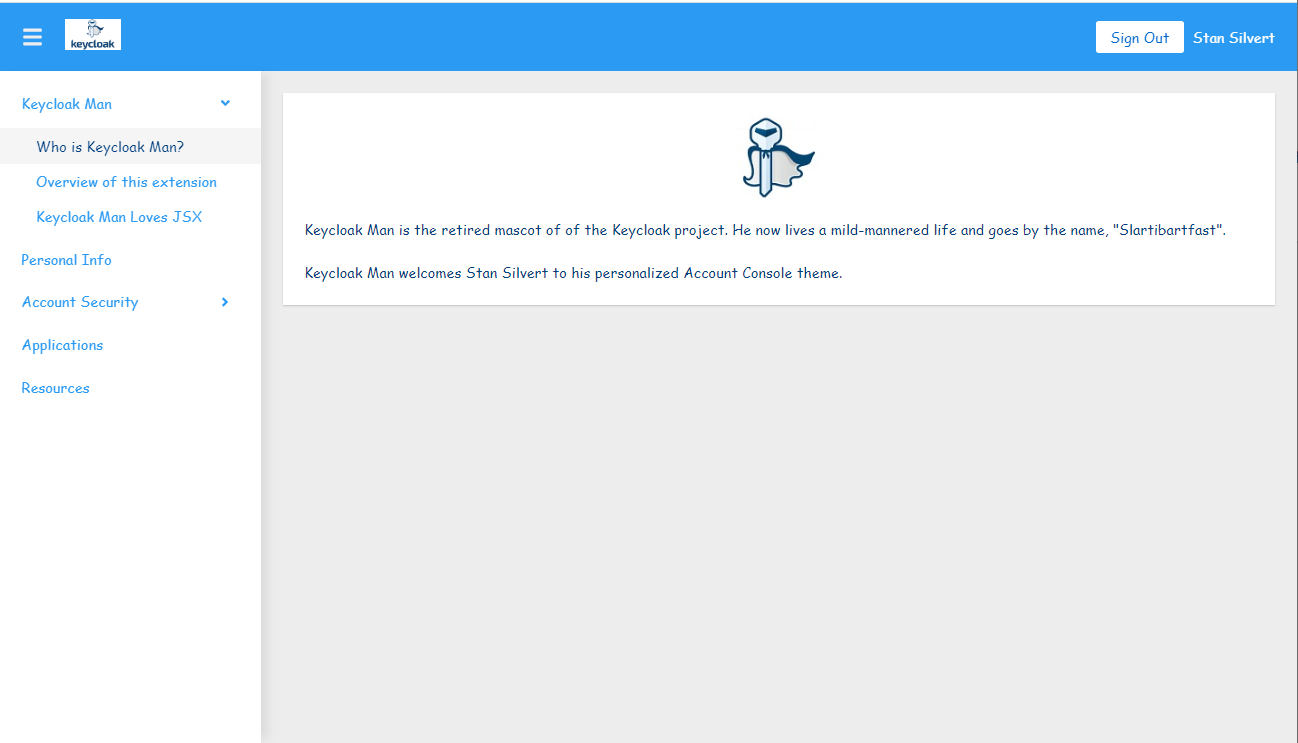 keycloak
Sign Out
Stan Silvert
Keycloak Man
Who is Keycloak Man?
Overview of this extension
Keycloak Man Loves JSX
Personal Info
Account Security
Applications
Resources
Keycloak Man is the retired mascot of of the Keycloak project. He now lives a mild-mannered life and goes by the name, "Slartibartfast".
Keycloak Man welcomes Stan Silvert to his personalized Account Console theme.